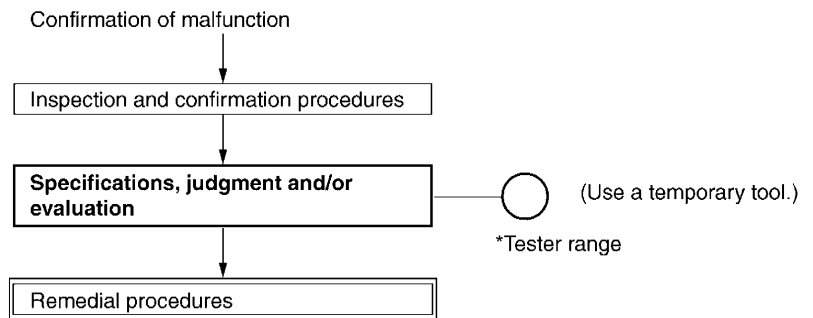 Confirmation of malfunction
Inspection and confirmation procedures
Specifications, judgment and/or
evaluation
(Use a temporary tool.)
*Tester range
Remedial procedures